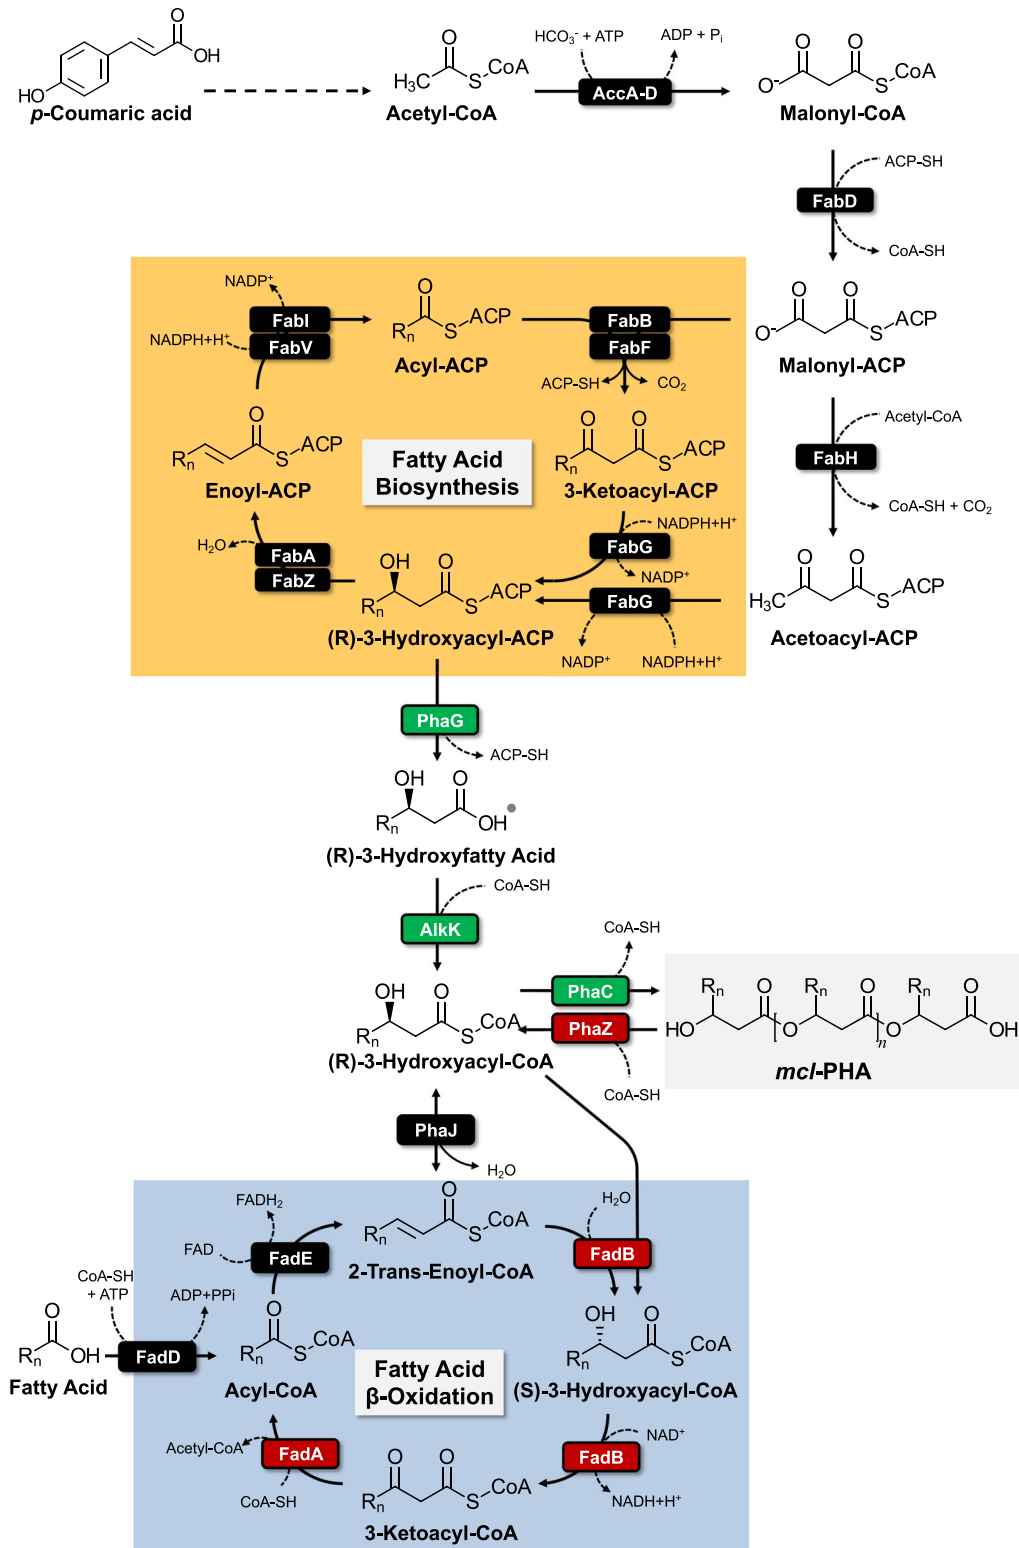 O
OH
HO
p-Coumaric acid
O
H₃C S CoA
Acetyl-CoA
HCO₃⁻ + ATP
ADP + Pᵢ
AccA-D
O O
O⁻ S CoA
Malonyl-CoA
ACP-SH
FabD
CoA-SH
O O
O⁻ S ACP
Malonyl-ACP
Acetyl-CoA
FabH
CoA-SH + CO₂
O O
H₃C S ACP
Acetoacyl-ACP
NADP⁺
FabI
NADPH+H⁺
FabV
O
Rₙ S ACP
Acyl-ACP
FabB
FabF
ACP-SH
CO₂
O
Rₙ S ACP
Enoyl-ACP
Fatty Acid
Biosynthesis
O O
Rₙ S ACP
3-Ketoacyl-ACP
NADPH+H⁺
FabG
NADP⁺
H₂O
FabA
FabZ
OH O
Rₙ S ACP
(R)-3-Hydroxyacyl-ACP
FabG
NADP⁺
NADPH+H⁺
PhaG
ACP-SH
OH O
Rₙ OH
(R)-3-Hydroxyfatty Acid
CoA-SH
AlkK
OH O
Rₙ S CoA
(R)-3-Hydroxyacyl-CoA
CoA-SH
PhaC
PhaZ
CoA-SH
Rₙ O Rₙ O Rₙ O
HO [ O ]n O OH
mcl-PHA
PhaJ
H₂O
FADH₂
FAD
FadE
O
Rₙ S CoA
2-Trans-Enoyl-CoA
H₂O
FadB
CoA-SH
+ ATP
ADP+PPi
O
Rₙ OH
Fatty Acid
FadD
O
Rₙ S CoA
Acyl-CoA
Fatty Acid
β-Oxidation
OH O
Rₙ S CoA
(S)-3-Hydroxyacyl-CoA
NAD⁺
FadB
NADH+H⁺
Acetyl-CoA
FadA
CoA-SH
O O
Rₙ S CoA
3-Ketoacyl-CoA